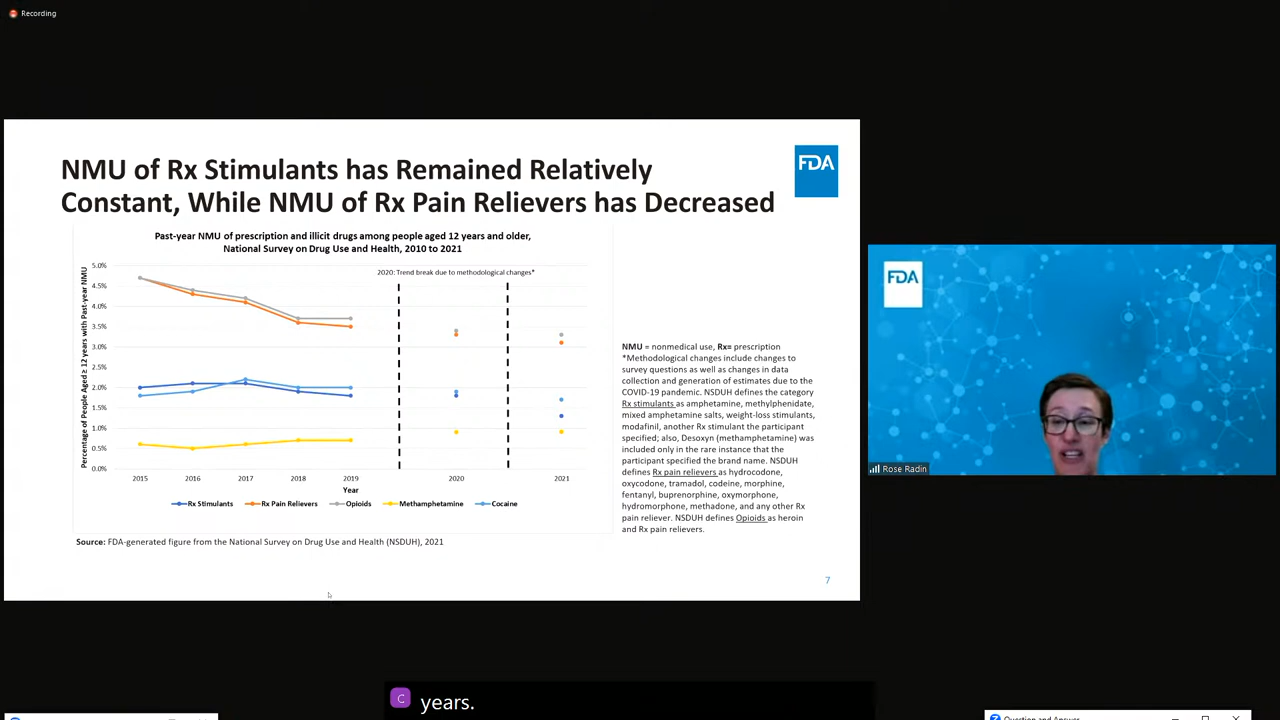 Recording
NMU of Rx Stimulants has Remained Relatively
Constant, While NMU of Rx Pain Relievers has Decreased
FDA
Past-year NMU of prescription and illicit drugs among people aged 12 years and older,
National Survey on Drug Use and Health, 2010 to 2021
Percentage of People Aged ≥ 12 years with Past-year NMU
5.0%
4.5%
4.0%
3.5%
3.0%
2.5%
2.0%
1.5%
1.0%
0.5%
0.0%
2020: Trend break due to methodological changes*
2015 2016 2017 2018 2019 2020 2021
Year
Rx Stimulants Rx Pain Relievers Opioids Methamphetamine Cocaine
NMU = nonmedical use, Rx= prescription
*Methodological changes include changes to
survey questions as well as changes in data
collection and generation of estimates due to the
COVID-19 pandemic. NSDUH defines the category
Rx stimulants as amphetamine, methylphenidate,
mixed amphetamine salts, weight-loss stimulants,
modafinil, another Rx stimulant the participant
specified; also, Desoxyn (methamphetamine) was
included only in the rare instance that the
participant specified the brand name. NSDUH
defines Rx pain relievers as hydrocodone,
oxycodone, tramadol, codeine, morphine,
fentanyl, buprenorphine, oxymorphone,
hydromorphone, methadone, and any other Rx
pain reliever. NSDUH defines Opioids as heroin
and Rx pain relievers.
Source: FDA-generated figure from the National Survey on Drug Use and Health (NSDUH), 2021
7
FDA
Rose Radin
C
years.
Question and Answer